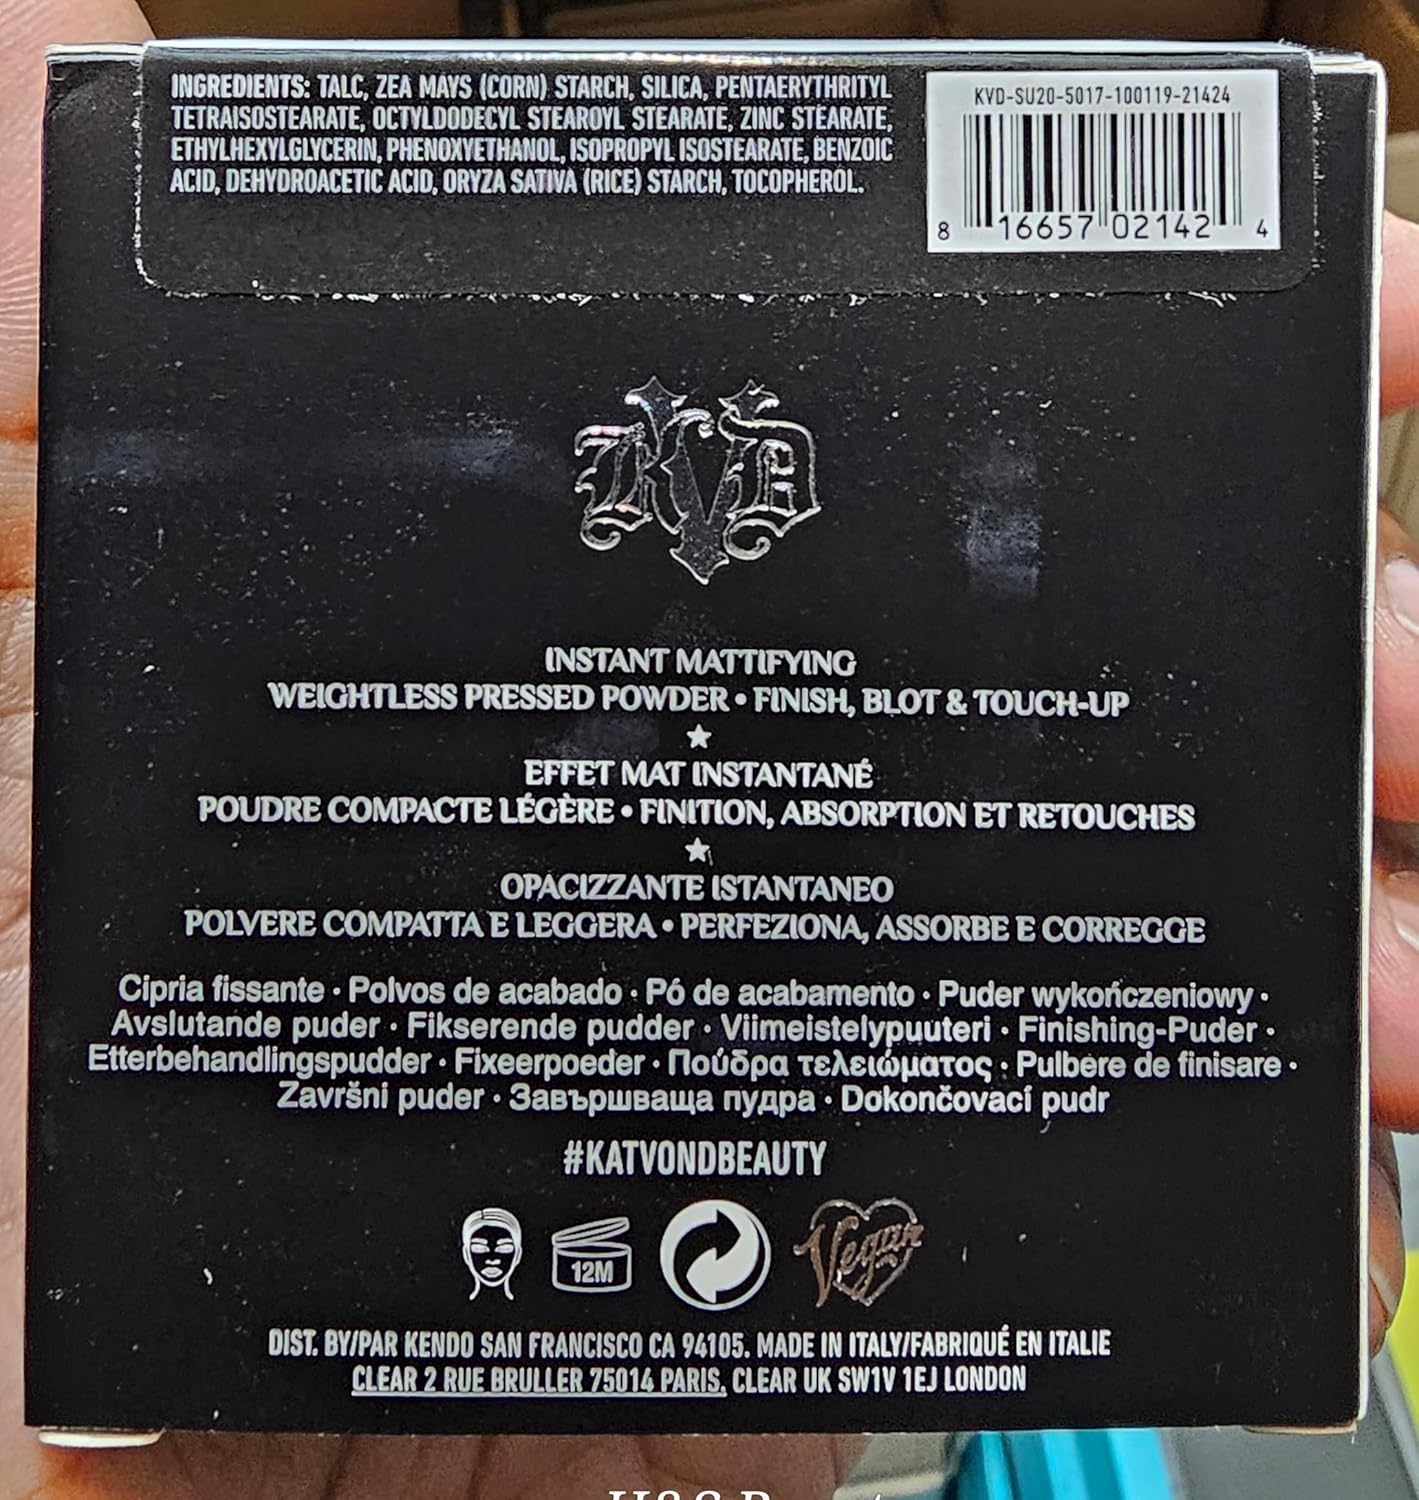 INGREDIENTS: TALC, ZEA MAYS (CORN) STARCH, SILICA, PENTAERYTHRITYL
TETRAISOSTEARATE, OCTYLDODECYL STEAROYL STEARATE, ZINC STEARATE,
ETHYLHEXYLGLYCERIN, PHENOXYETHANOL, ISOPROPYL ISOSTEARATE, BENZOIC
ACID, DEHYDROACETIC ACID, ORYZA SATIVA (RICE) STARCH, TOCOPHEROL.
KVD-SU20-5017-100119-21424
8 16657 02142 4
KVD
INSTANT MATTIFYING
WEIGHTLESS PRESSED POWDER • FINISH, BLOT & TOUCH-UP
EFFET MAT INSTANTANÉ
POUDRE COMPACTE LÉGÈRE • FINITION, ABSORPTION ET RETOUCHES
OPACIZZANTE ISTANTANEO
POLVERE COMPATTA E LEGGERA • PERFEZIONA, ASSORBE E CORREGGE
Cipria fissante · Polvos de acabado · Pó de acabamento · Puder wykończeniowy ·
Avslutande puder · Fikserende pudder · Viimeistelypuuteri · Finishing-Puder ·
Etterbehandlingspudder · Fixeerpoeder · Πούδρα τελειώματος · Pulbere de finisare ·
Završni puder · Завършваща пудра · Dokončovací pudr
#KATVONDBEAUTY
12M
Vegan
DIST. BY/PAR KENDO SAN FRANCISCO CA 94105. MADE IN ITALY/FABRIQUÉ EN ITALIE
CLEAR 2 RUE BRULLER 75014 PARIS. CLEAR UK SW1V 1EJ LONDON